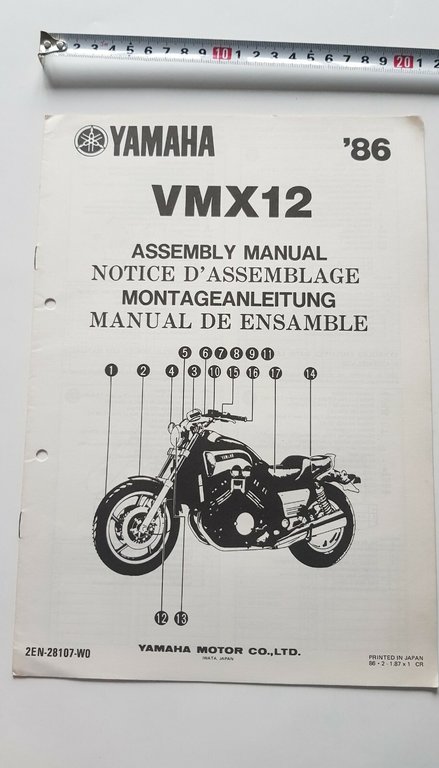 2 3 4 5 6 7 8 9 10 1 2 3 4 5 6 7 8 9 20 1 2
YAMAHA
'86
VMX12
ASSEMBLY MANUAL
NOTICE D'ASSEMBLAGE
MONTAGEANLEITUNG
MANUAL DE ENSAMBLE
5 6 7 8 9 11
1 2 4 3 10 15 16 17 14
YAMAHA
12 13
2EN-28107-W0
YAMAHA MOTOR CO.,LTD.
IWATA, JAPAN
PRINTED IN JAPAN
86・2-1.87×1 CR